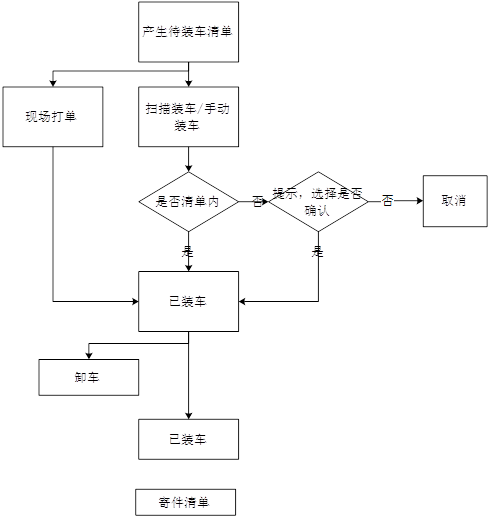 产生待装车清单
现场打单
扫描装车/手动
装车
是否清单内
否
提示，选择是否
确认
否
取消
是
是
已装车
卸车
已装车
寄件清单